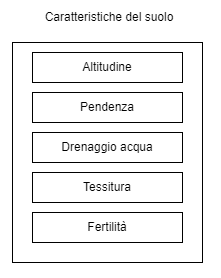 Caratteristiche del suolo
Altitudine
Pendenza
Drenaggio acqua
Tessitura
Fertilità